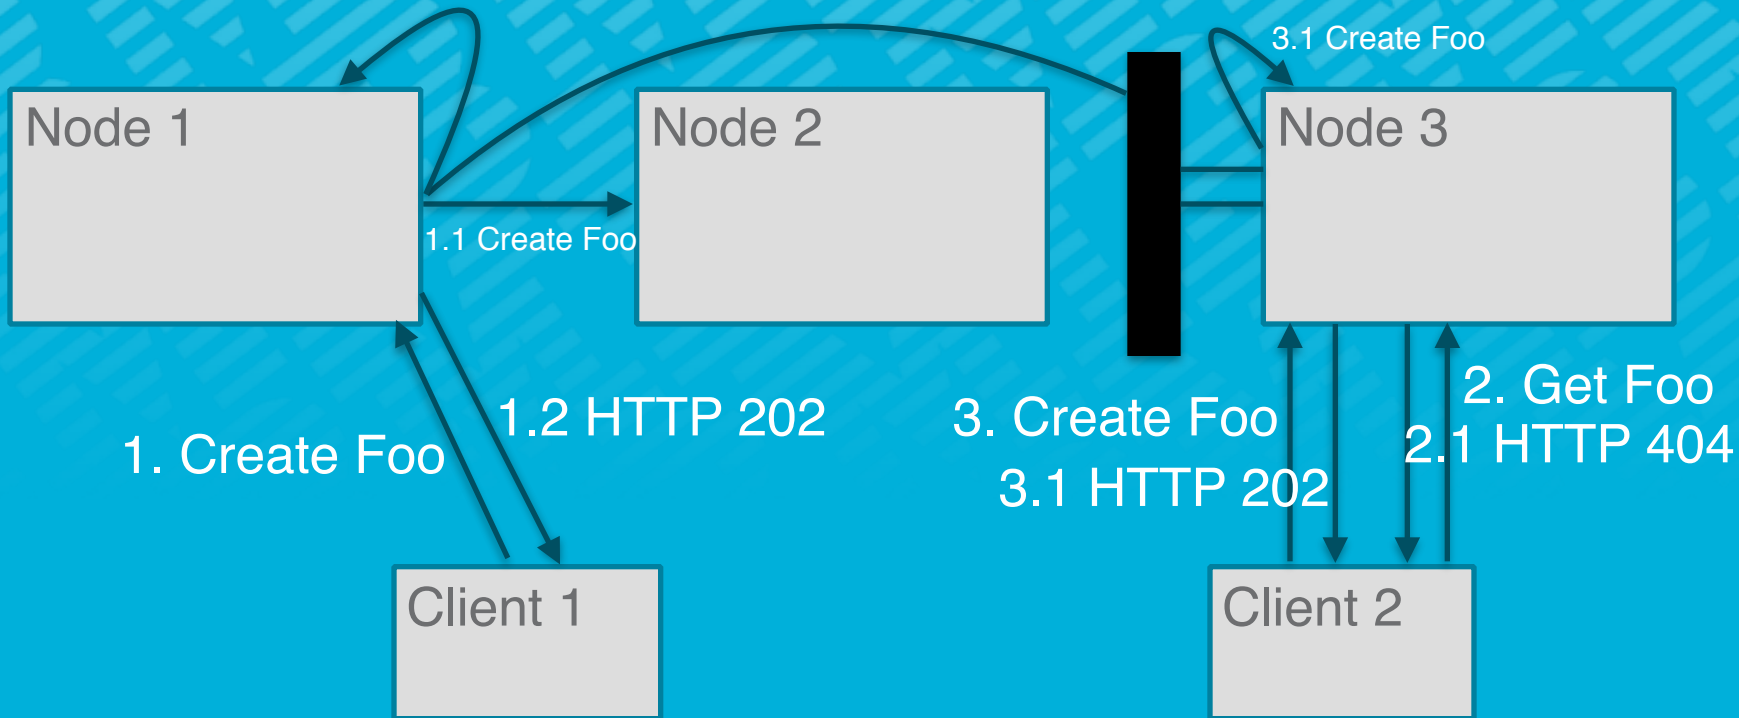 3.1 Create Foo
Node 1
Node 2
Node 3
1.1 Create Foo
1. Create Foo
1.2 HTTP 202
3. Create Foo
3.1 HTTP 202
2. Get Foo
2.1 HTTP 404
Client 1
Client 2